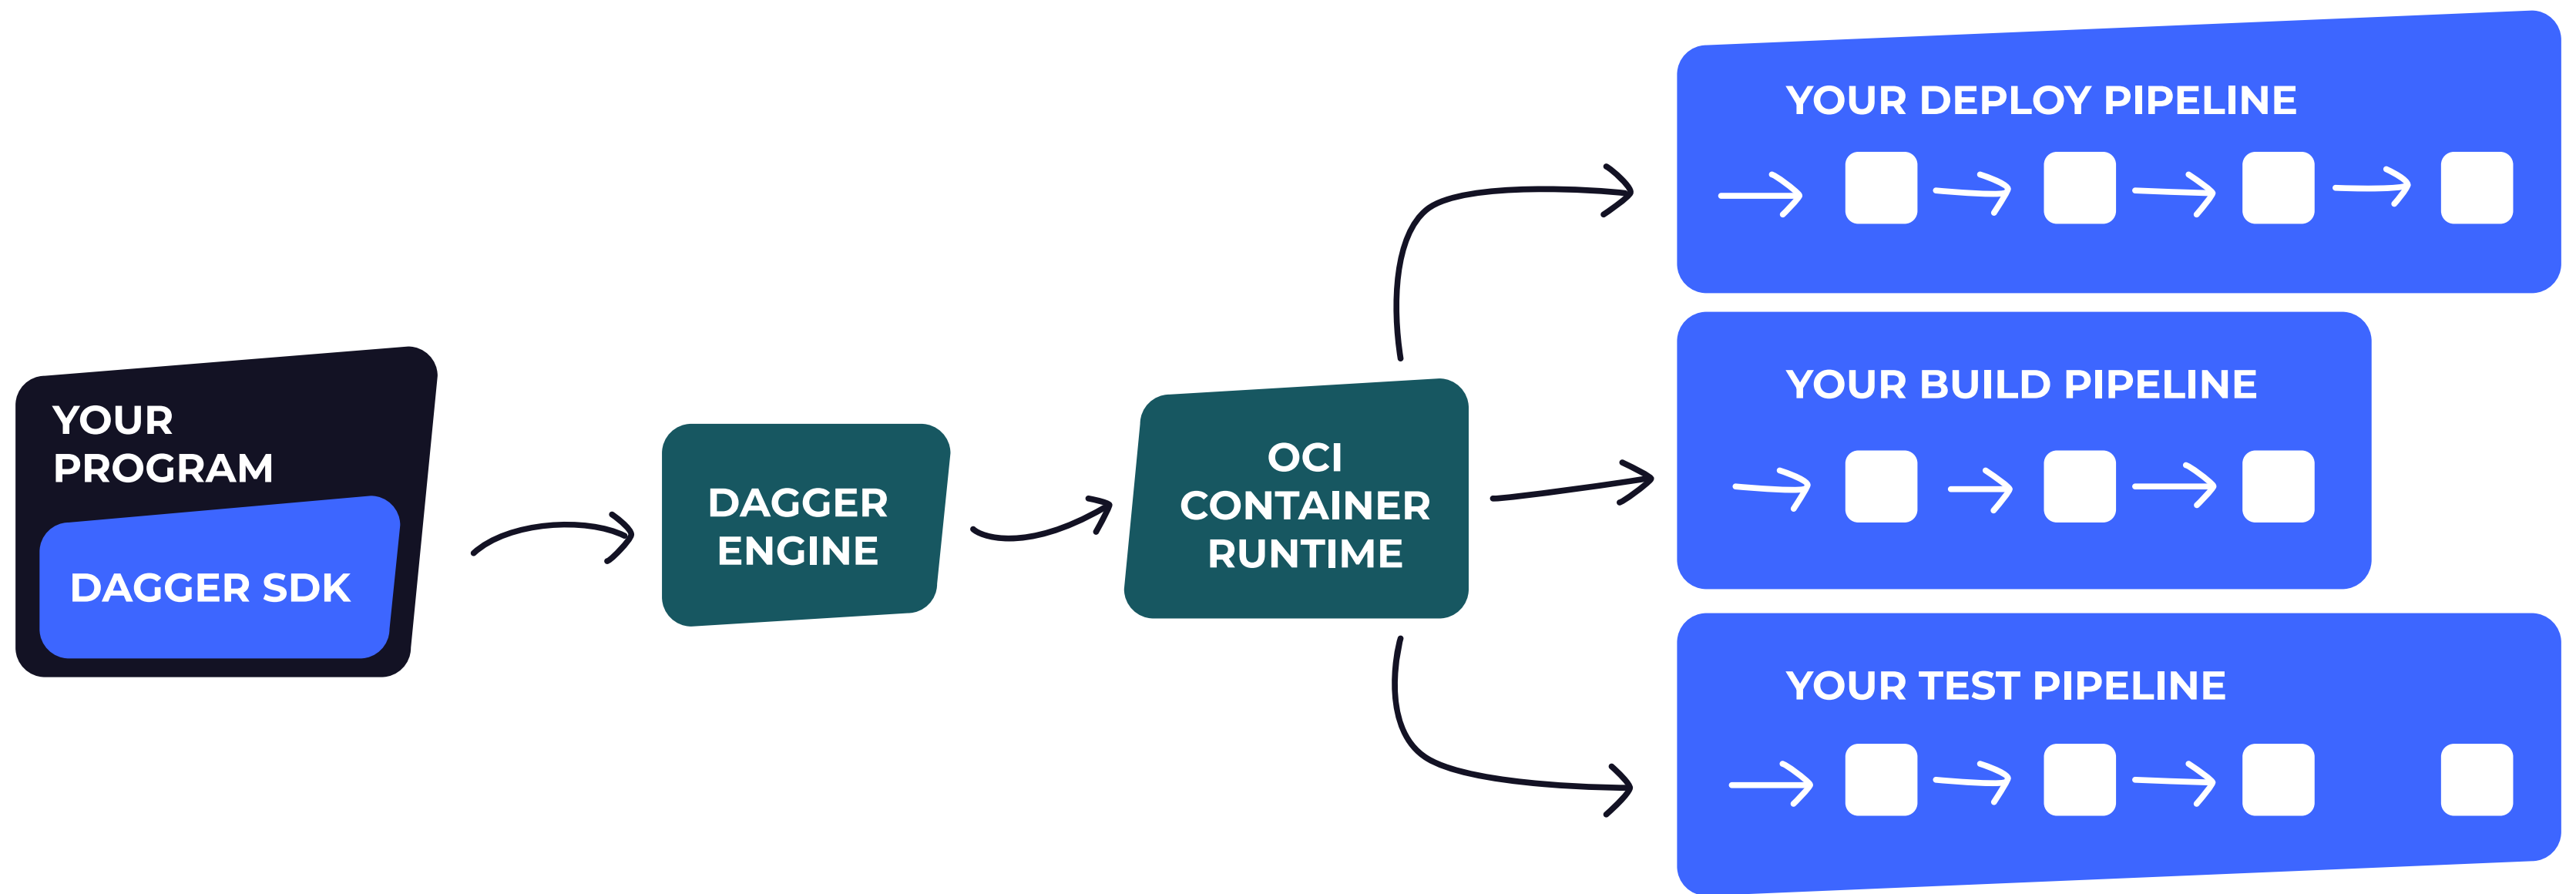 YOUR
PROGRAM
DAGGER SDK
DAGGER
ENGINE
OCI
CONTAINER
RUNTIME
YOUR DEPLOY PIPELINE
YOUR BUILD PIPELINE
YOUR TEST PIPELINE